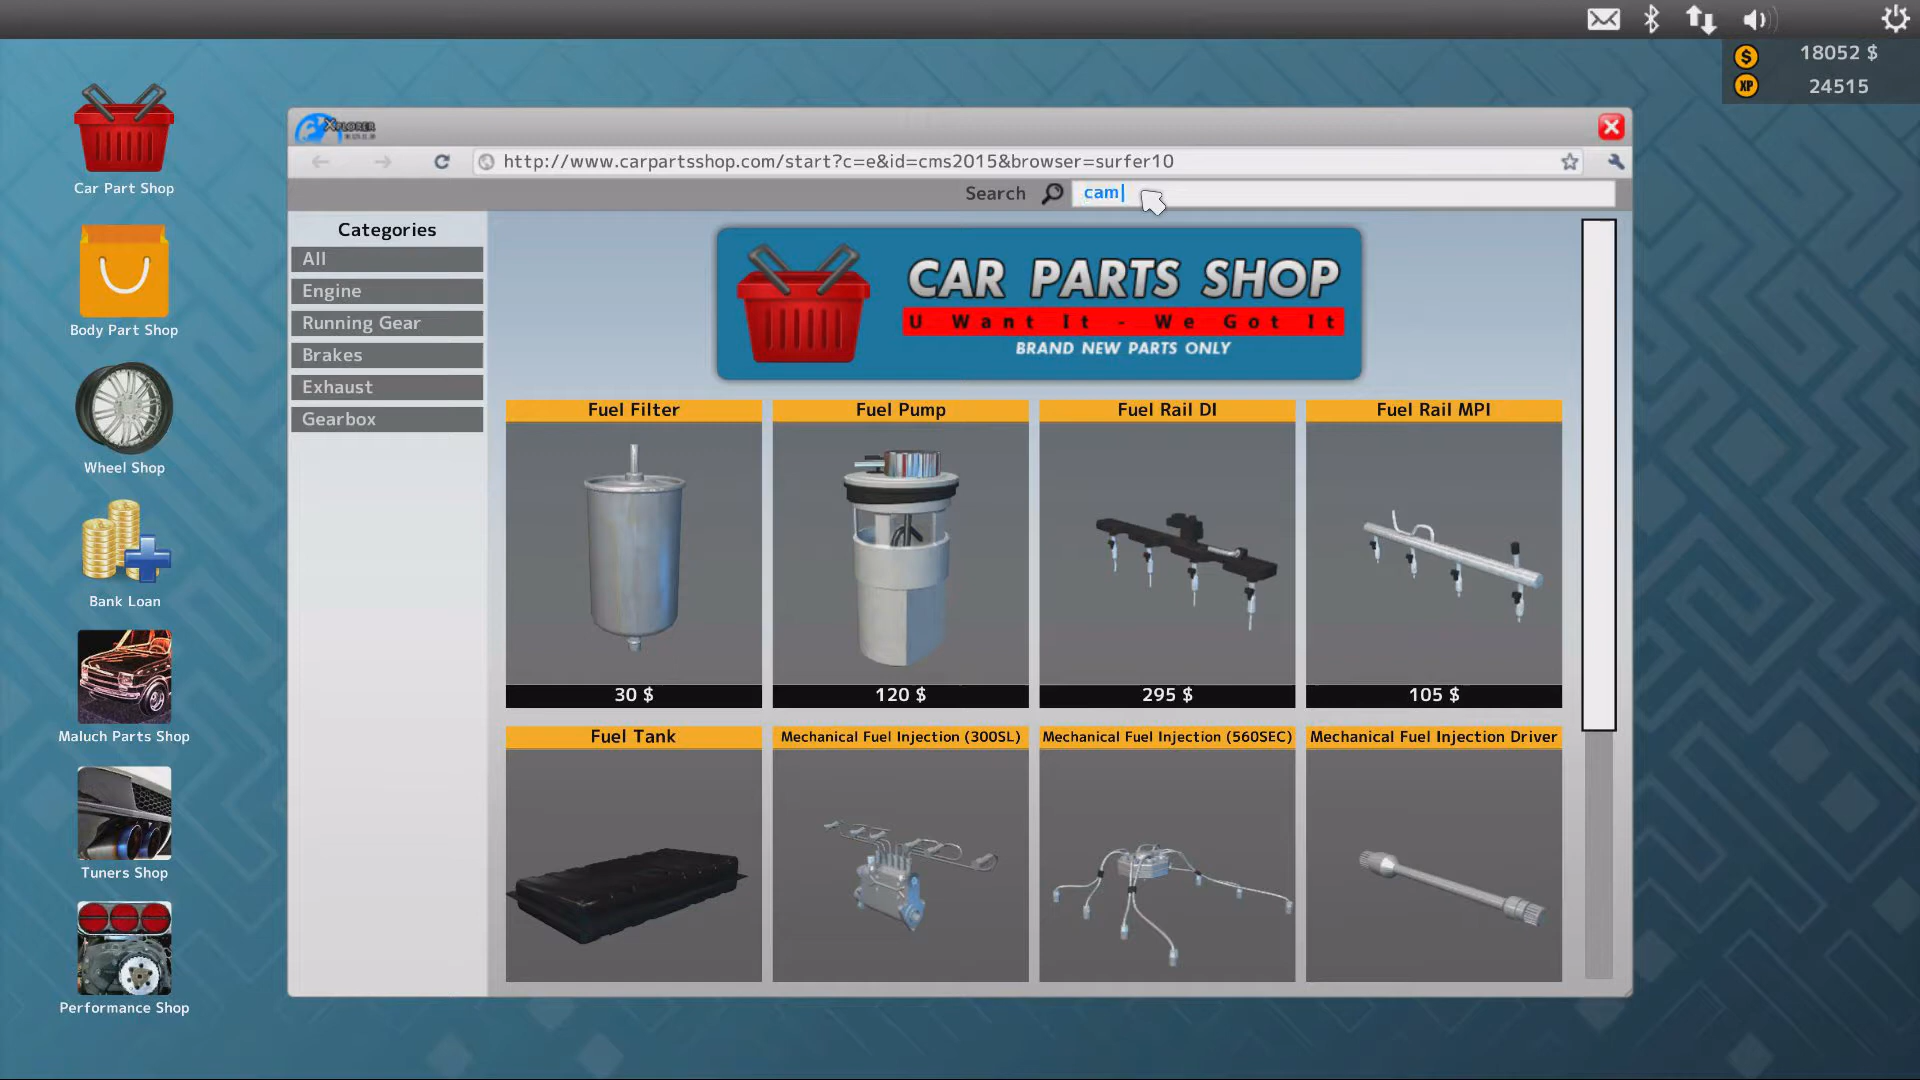 18052 $
XP
24515
Car Part Shop
Body Part Shop
Wheel Shop
Bank Loan
Maluch Parts Shop
Tuners Shop
Performance Shop
XPLORER
http://www.carpartsshop.com/start?c=e&id=cms2015&browser=surfer10
Search
cam
Categories
All
Engine
Running Gear
Brakes
Exhaust
Gearbox
CAR PARTS SHOP
U Want It - We Got It
BRAND NEW PARTS ONLY
Fuel Filter
Fuel Pump
Fuel Rail DI
Fuel Rail MPI
30 $
120 $
295 $
105 $
Fuel Tank
Mechanical Fuel Injection (300SL)
Mechanical Fuel Injection (560SEC)
Mechanical Fuel Injection Driver